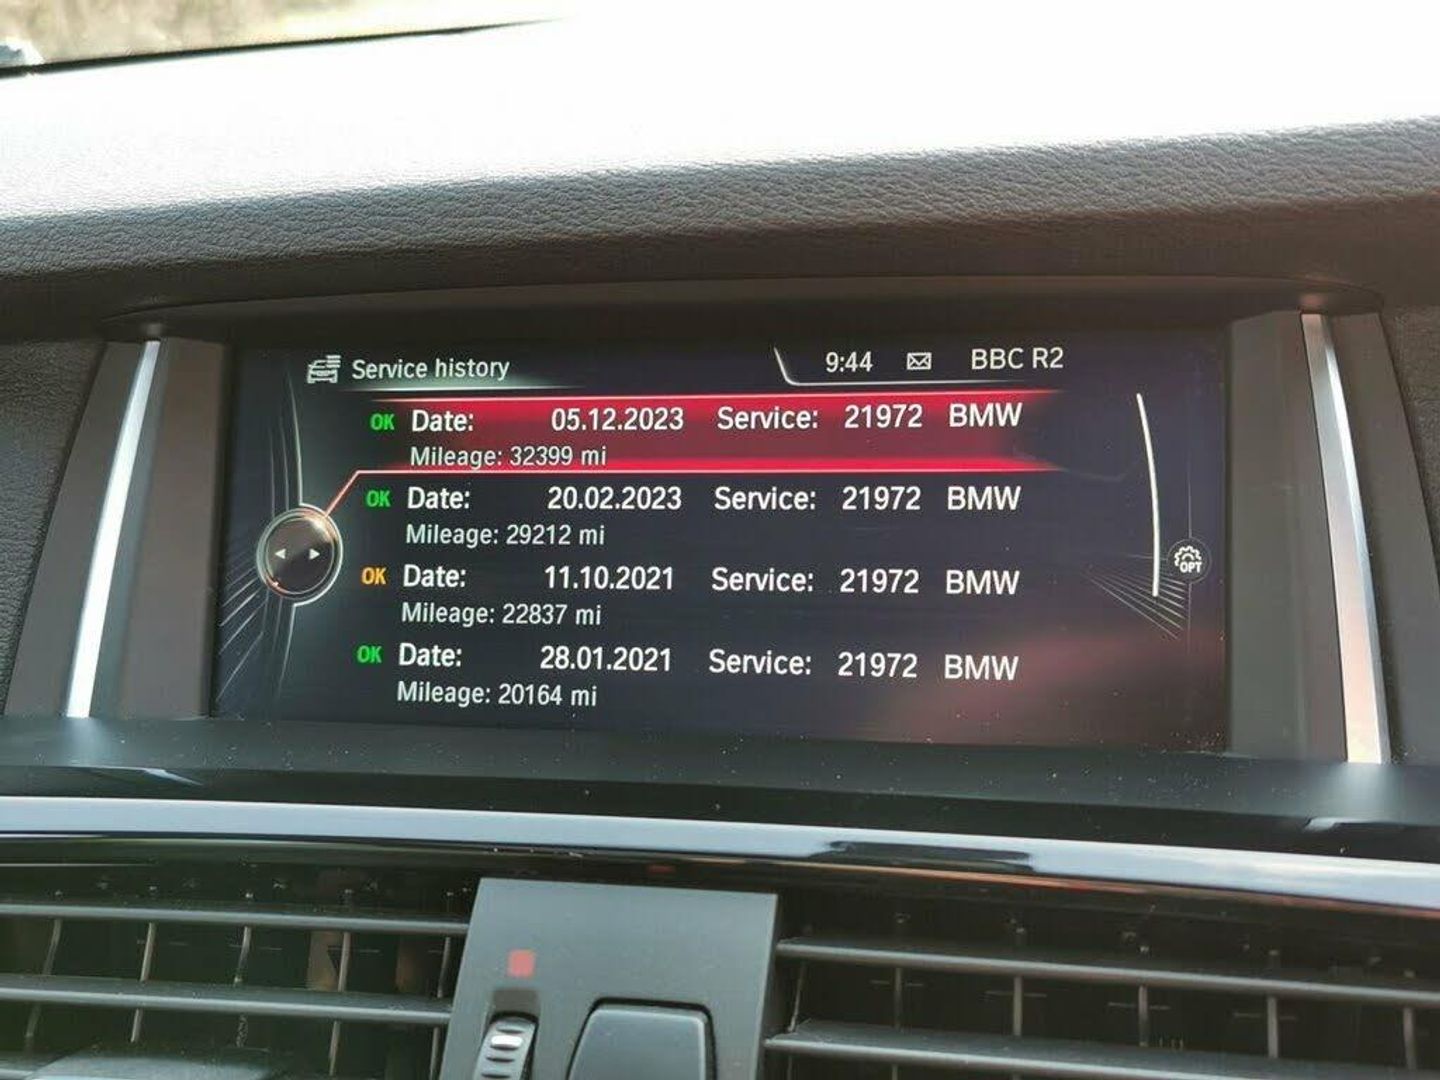 Service history 9:44 BBC R2
OK Date: 05.12.2023 Service: 21972 BMW
Mileage: 32399 mi
OK Date: 20.02.2023 Service: 21972 BMW
Mileage: 29212 mi
OK Date: 11.10.2021 Service: 21972 BMW
Mileage: 22837 mi
OK Date: 28.01.2021 Service: 21972 BMW
Mileage: 20164 mi
OPT